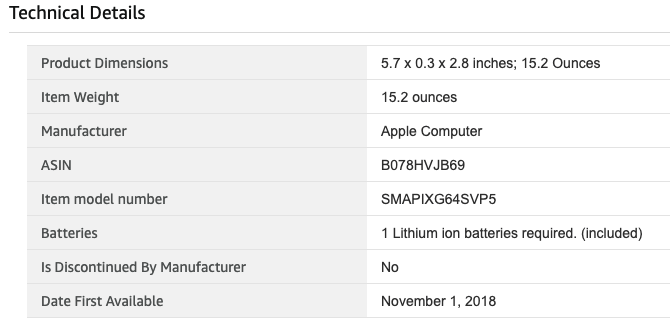 Technical Details
Product Dimensions 5.7 x 0.3 x 2.8 inches; 15.2 Ounces
Item Weight 15.2 ounces
Manufacturer Apple Computer
ASIN B078HVJB69
Item model number SMAPIXG64SVP5
Batteries 1 Lithium ion batteries required. (included)
Is Discontinued By Manufacturer No
Date First Available November 1, 2018